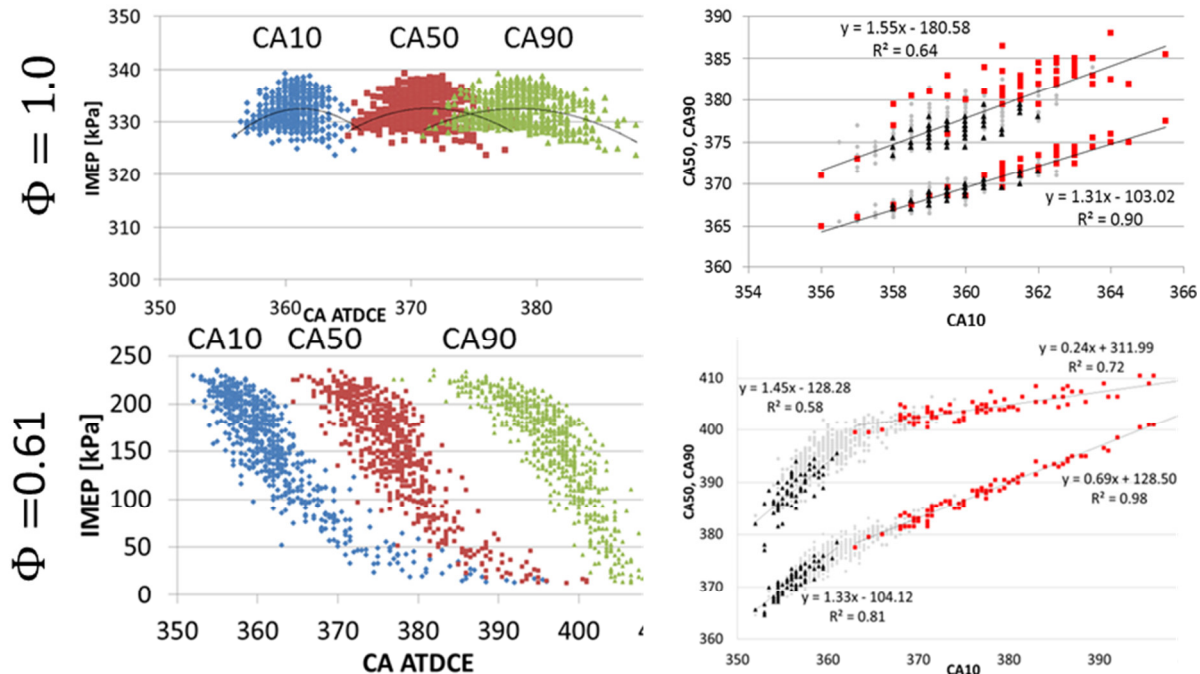 Φ = 1.0
350
340
330
320
310
300
IMEP [kPa]
CA10 CA50 CA90
350 360 370 380
CA ATDCE
390
385
380
375
370
365
360
CA50, CA90
y = 1.55x - 180.58
R² = 0.64
y = 1.31x - 103.02
R² = 0.90
354 356 358 360 362 364 366
CA10
Φ =0.61
CA10 CA50 CA90
250
200
150
100
50
0
IMEP [kPa]
350 360 370 380 390 400 4
CA ATDCE
410
400
390
380
370
360
CA50, CA90
y = 0.24x + 311.99
R² = 0.72
y = 1.45x - 128.28
R² = 0.58
y = 0.69x + 128.50
R² = 0.98
y = 1.33x - 104.12
R² = 0.81
350 360 370 380 390
CA10